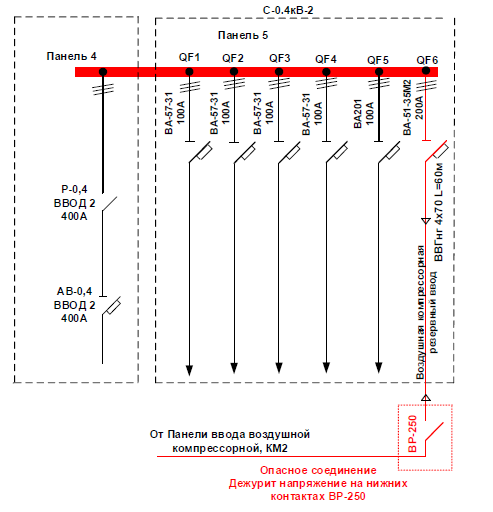 С-0.4кВ-2
Панель 4
Панель 5
QF1
QF2
QF3
QF4
QF5
QF6
ВА-57-31
100А
ВА-57-31
100А
ВА-57-31
100А
ВА-57-31
100А
ВА201
100А
ВА-51-35М2
200А
Р-0,4
ВВОД 2
400А
АВ-0,4
ВВОД 2
400А
ВВГнг 4х70 L=60м
Воздушная компрессорная
резервный ввод
ВР-250
От Панели ввода воздушной
компрессорной, КМ2
Опасное соединение
Дежурит напряжение на нижних
контактах ВР-250